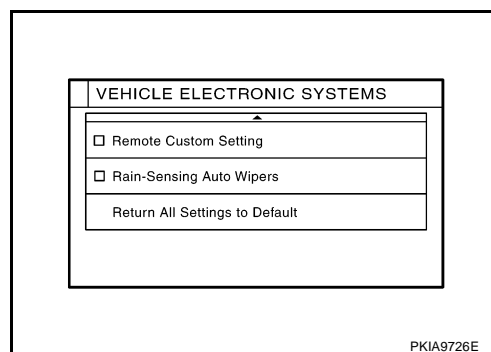 VEHICLE ELECTRONIC SYSTEMS
Remote Custom Setting
Rain-Sensing Auto Wipers
Return All Settings to Default
PKIA9726E